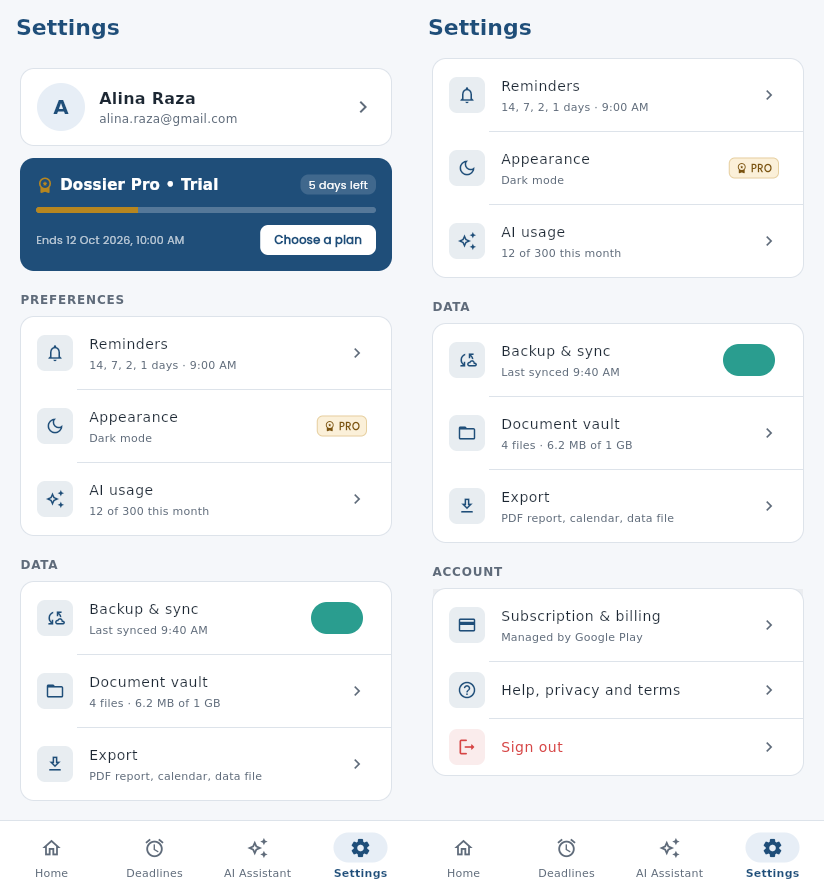 Settings
A
Alina Raza
alina.raza@gmail.com
Dossier Pro • Trial
5 days left
Ends 12 Oct 2026, 10:00 AM
Choose a plan
PREFERENCES
Reminders
14, 7, 2, 1 days · 9:00 AM
Appearance
Dark mode
PRO
AI usage
12 of 300 this month
DATA
Backup & sync
Last synced 9:40 AM
Document vault
4 files · 6.2 MB of 1 GB
Export
PDF report, calendar, data file
Home
Deadlines
AI Assistant
Settings
Settings
Reminders
14, 7, 2, 1 days · 9:00 AM
Appearance
Dark mode
PRO
AI usage
12 of 300 this month
DATA
Backup & sync
Last synced 9:40 AM
Document vault
4 files · 6.2 MB of 1 GB
Export
PDF report, calendar, data file
ACCOUNT
Subscription & billing
Managed by Google Play
Help, privacy and terms
Sign out
Home
Deadlines
AI Assistant
Settings